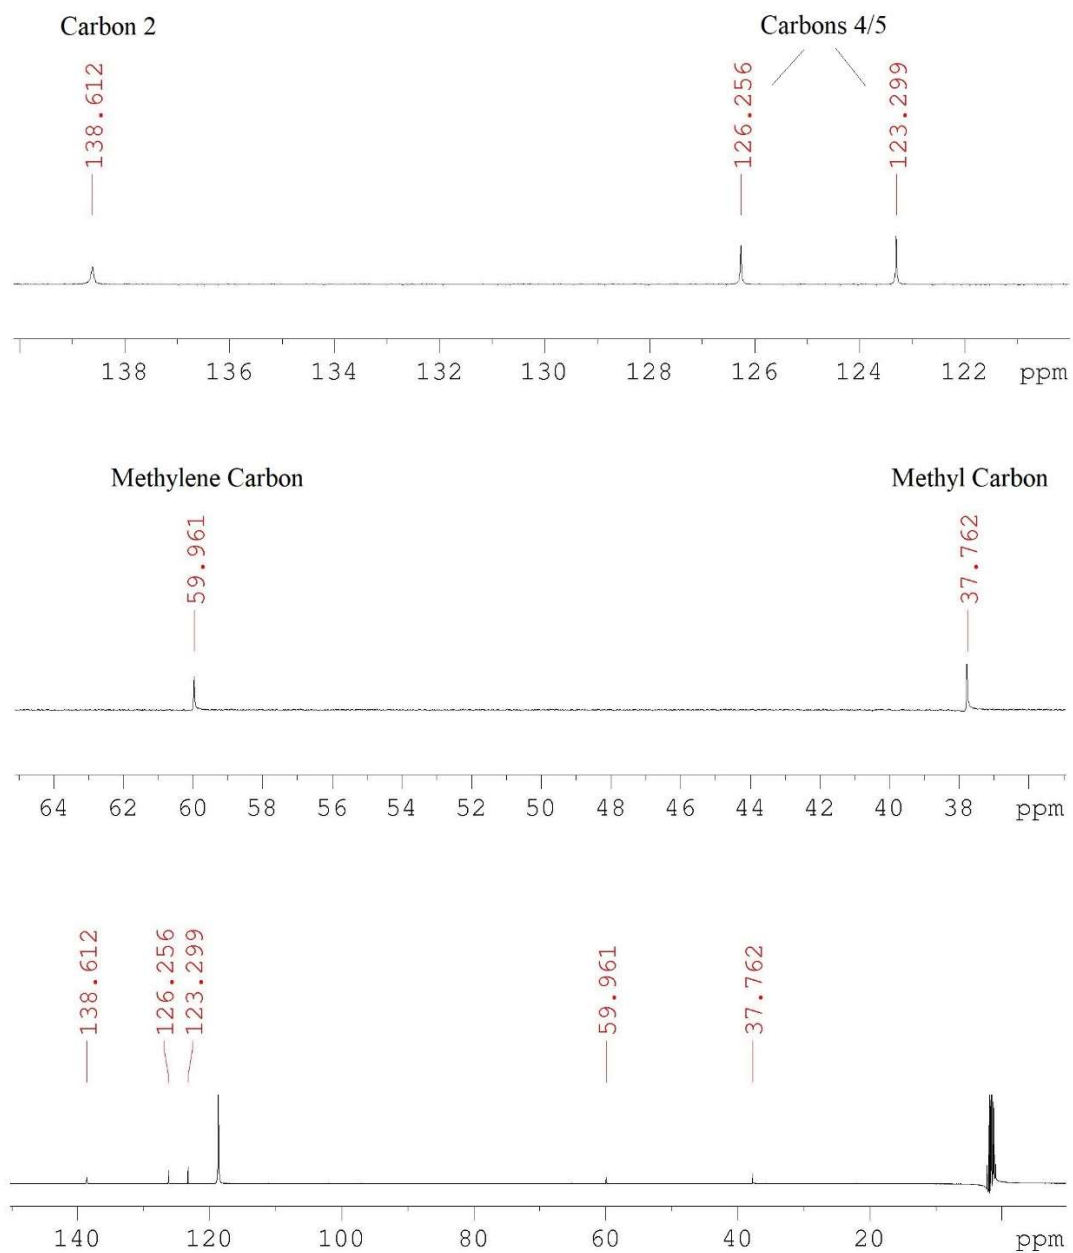 Carbon 2 Carbons 4/5
138.612 126.256 123.299
138 136 134 132 130 128 126 124 122 ppm
Methylene Carbon Methyl Carbon
59.961 37.762
64 62 60 58 56 54 52 50 48 46 44 42 40 38 ppm
138.612 126.256 123.299 59.961 37.762
140 120 100 80 60 40 20 ppm